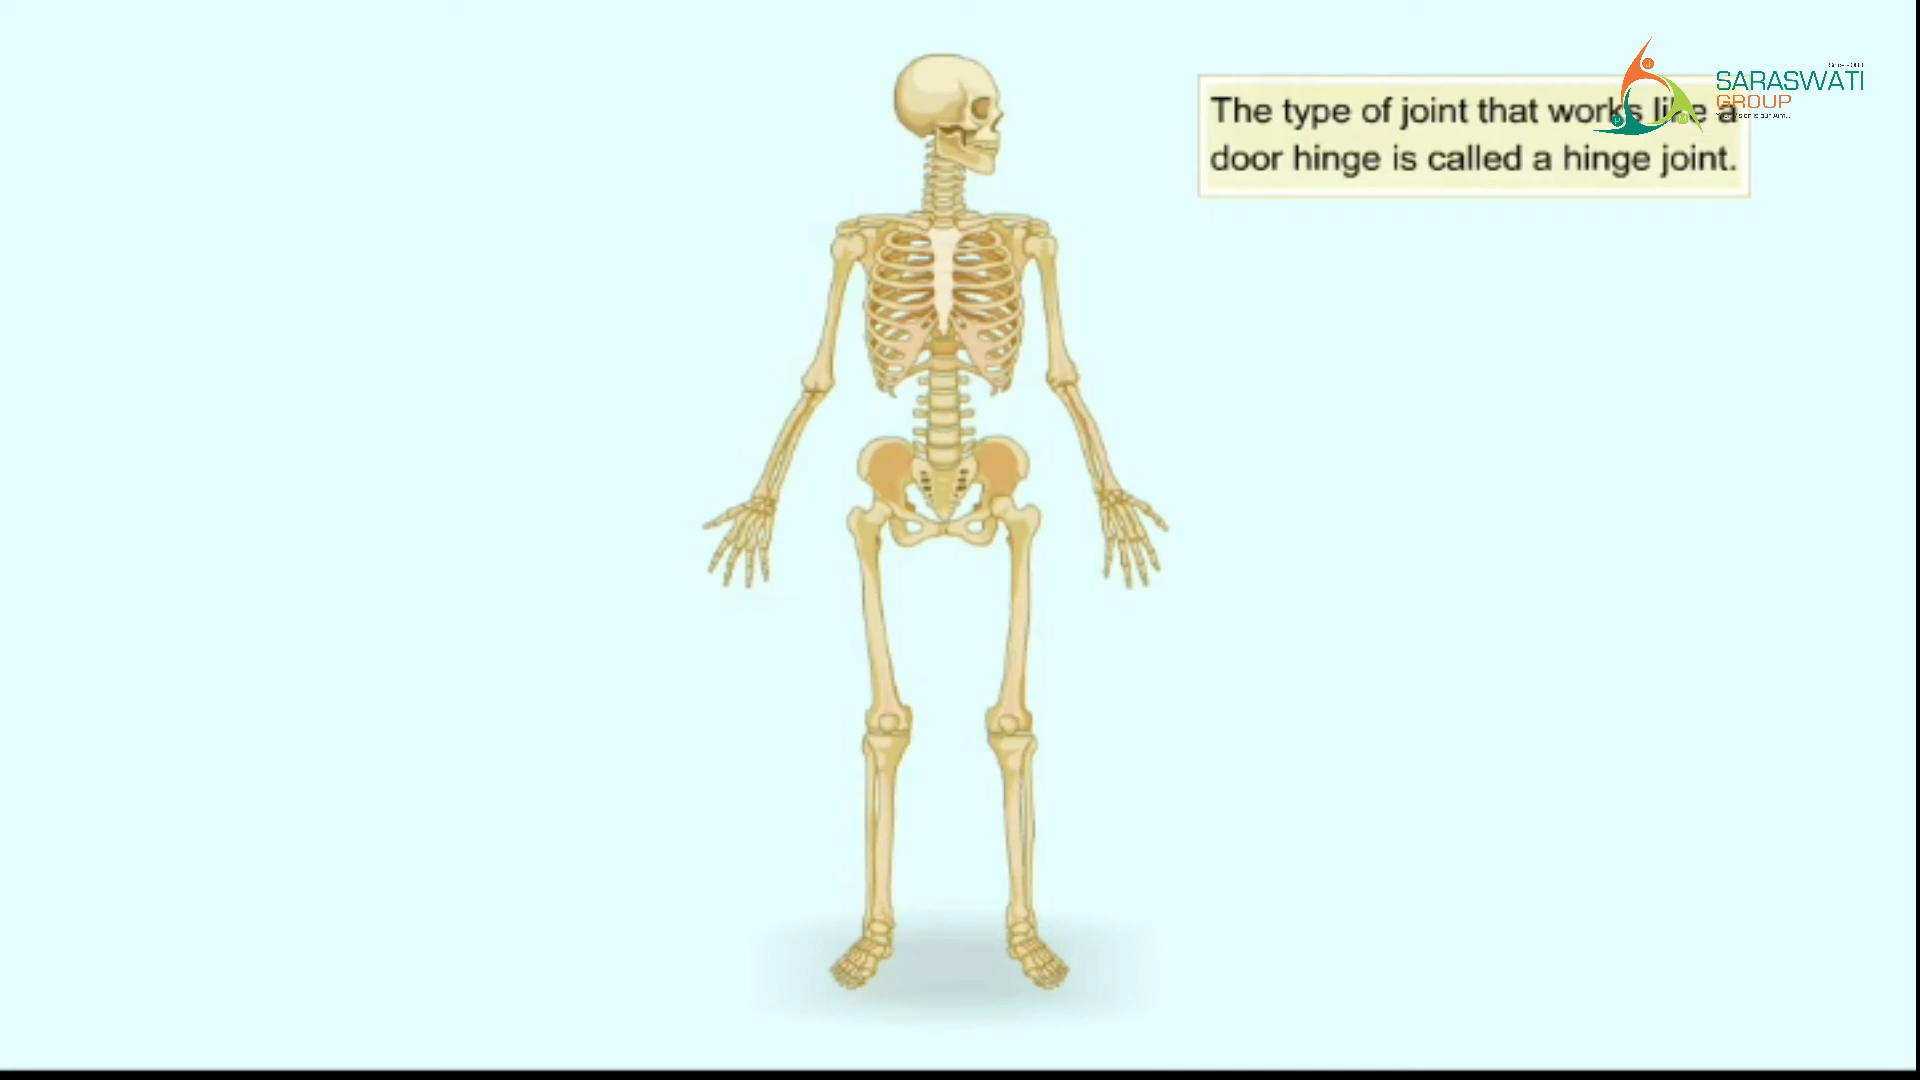 The type of joint that works like a
door hinge is called a hinge joint.
SARASWATI
GROUP